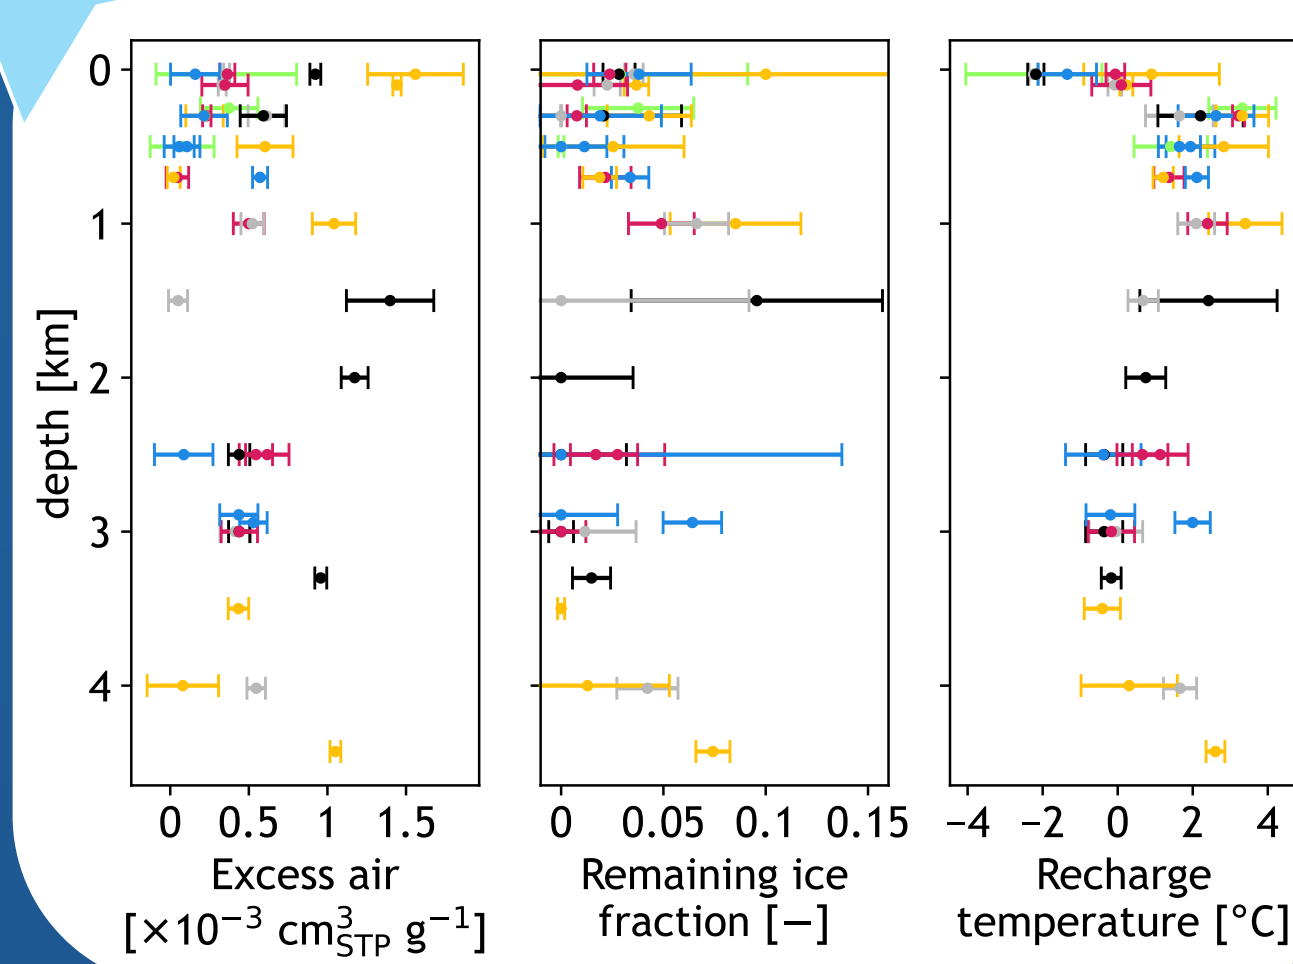 depth [km]
0
1
2
3
4
0 0.5 1 1.5
Excess air
[×10⁻³ cm³STP g⁻¹]
0 0.05 0.1 0.15
Remaining ice
fraction [−]
−4 −2 0 2 4
Recharge
temperature [°C]